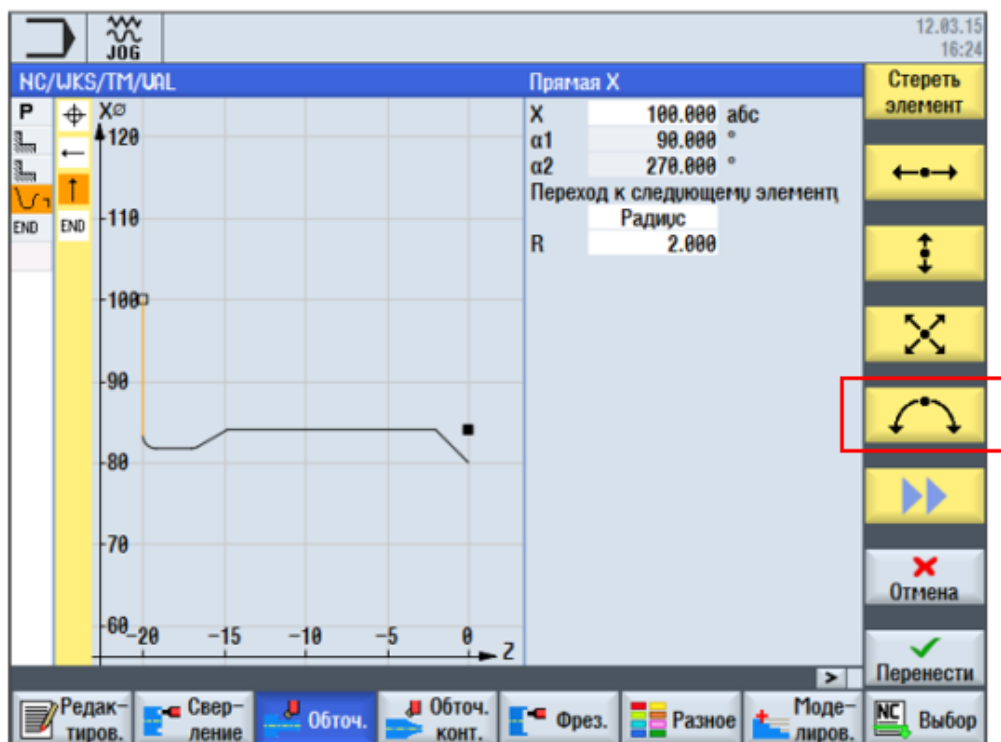 JOG
12.03.15
16:24
NC/WKS/TM/WAL
Прямая X
Стереть
элемент
P
END
END
X∅
120
110
100
90
80
70
60
-20
-15
-10
-5
0
Z
X 100.000 абс
α1 90.000 °
α2 270.000 °
Переход к следующему элементу
Радиус
R 2.000
Отмена
Перенести
>
Редак-
тиров.
Свер-
ление
Обточ.
Обточ.
конт.
Фрез.
Разное
Моде-
лиров.
NC
Выбор